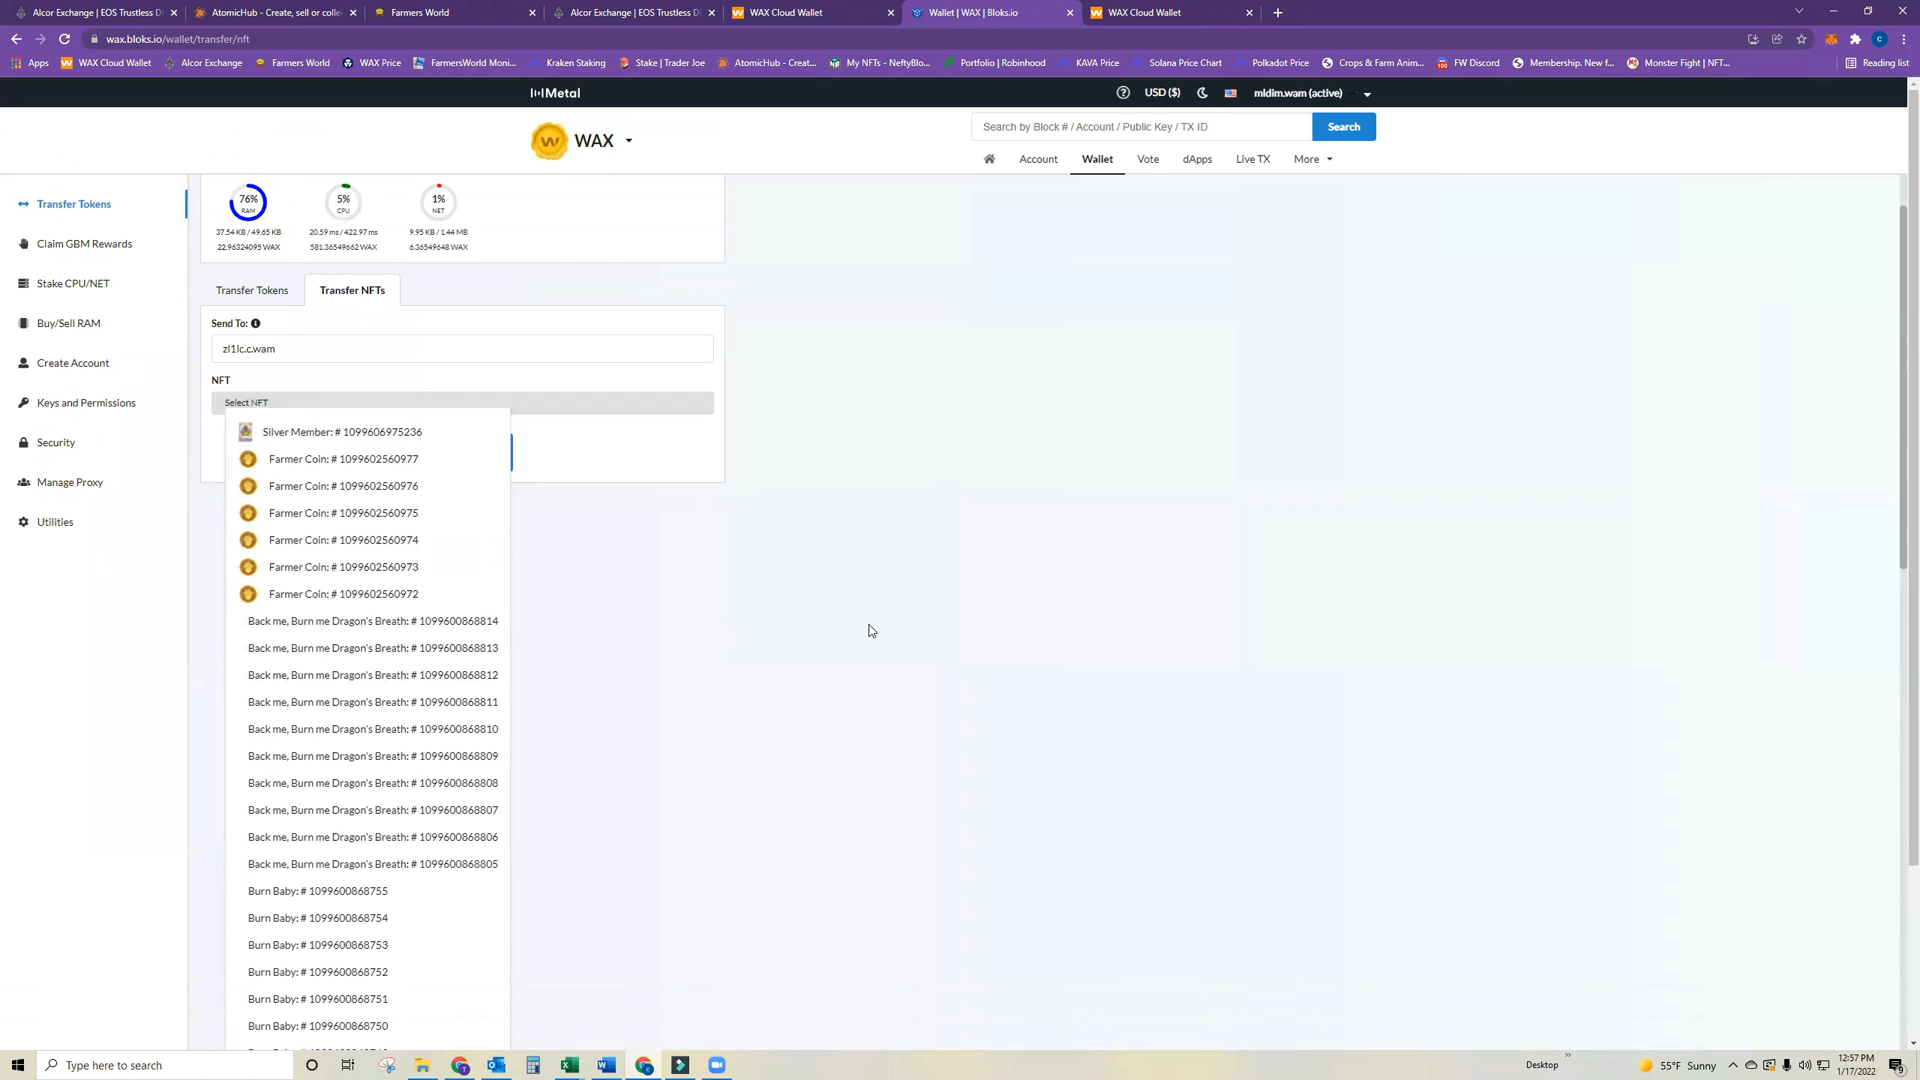 Alcor Exchange | EOS Trustless D
AtomicHub - Create, sell or colle
Farmers World
Alcor Exchange | EOS Trustless D
WAX Cloud Wallet
Wallet | WAX | Bloks.io
WAX Cloud Wallet
wax.bloks.io/wallet/transfer/nft
Apps
WAX Cloud Wallet
Alcor Exchange
Farmers World
WAX Price
FarmersWorld Moni...
Kraken Staking
Stake | Trader Joe
AtomicHub - Creat...
My NFTs - NeftyBlo...
Portfolio | Robinhood
KAVA Price
Solana Price Chart
Polkadot Price
Crops & Farm Anim...
FW Discord
Membership. New f...
Monster Fight | NFT...
Reading list
Metal
USD ($)
mldim.wam (active)
WAX
Search by Block # / Account / Public Key / TX ID
Search
Account
Wallet
Vote
dApps
Live TX
More
Transfer Tokens
Claim GBM Rewards
Stake CPU/NET
Buy/Sell RAM
Create Account
Keys and Permissions
Security
Manage Proxy
Utilities
76%
RAM
5%
CPU
1%
NET
37.54 KB / 49.65 KB
20.59 ms / 422.97 ms
9.95 KB / 1.44 MB
22.96324095 WAX
581.36549662 WAX
6.36549648 WAX
Transfer Tokens
Transfer NFTs
Send To:
zl1lc.c.wam
NFT
Select NFT
Silver Member: # 1099606975236
Farmer Coin: # 1099602560977
Farmer Coin: # 1099602560976
Farmer Coin: # 1099602560975
Farmer Coin: # 1099602560974
Farmer Coin: # 1099602560973
Farmer Coin: # 1099602560972
Back me, Burn me Dragon's Breath: # 1099600868814
Back me, Burn me Dragon's Breath: # 1099600868813
Back me, Burn me Dragon's Breath: # 1099600868812
Back me, Burn me Dragon's Breath: # 1099600868811
Back me, Burn me Dragon's Breath: # 1099600868810
Back me, Burn me Dragon's Breath: # 1099600868809
Back me, Burn me Dragon's Breath: # 1099600868808
Back me, Burn me Dragon's Breath: # 1099600868807
Back me, Burn me Dragon's Breath: # 1099600868806
Back me, Burn me Dragon's Breath: # 1099600868805
Burn Baby: # 1099600868755
Burn Baby: # 1099600868754
Burn Baby: # 1099600868753
Burn Baby: # 1099600868752
Burn Baby: # 1099600868751
Burn Baby: # 1099600868750
Type here to search
Desktop
55°F Sunny
12:57 PM
1/17/2022